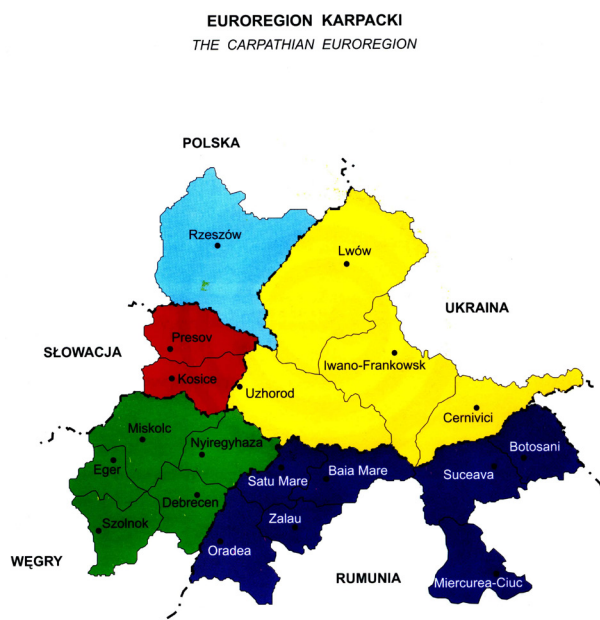 EUROREGION KARPACKI
THE CARPATHIAN EUROREGION
POLSKA
Rzeszów
Lwów
UKRAINA
Presov
SŁOWACJA
Iwano-Frankowsk
Kosice
Uzhorod
Cernivici
Miskolc
Nyiregyhaza
Botosani
Eger
Baia Mare
Suceava
Satu Mare
Debrecen
Szolnok
Zalau
Oradea
WĘGRY
RUMUNIA
Miercurea-Ciuc